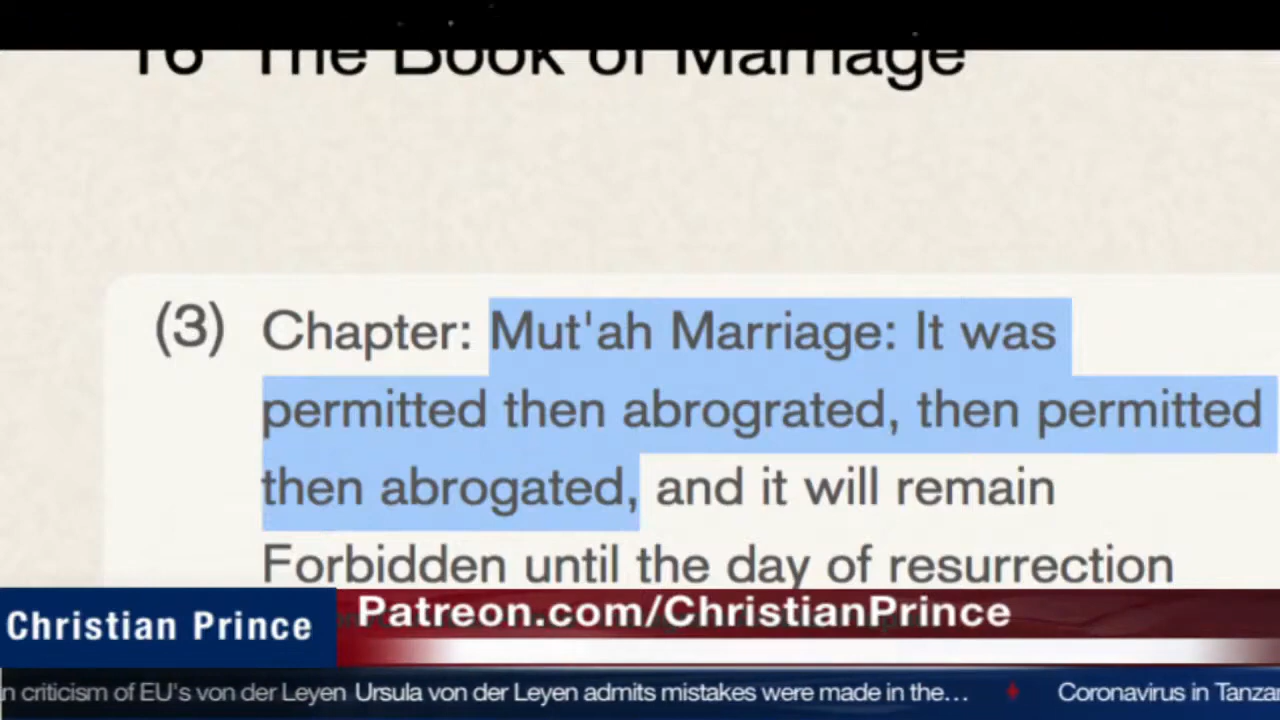 16 The Book of Marriage
(3) Chapter: Mut'ah Marriage: It was
permitted then abrograted, then permitted
then abrogated, and it will remain
Forbidden until the day of resurrection
Christian Prince
Patreon.com/ChristianPrince
n criticism of EU's von der Leyen Ursula von der Leyen admits mistakes were made in the... Coronavirus in Tanzan